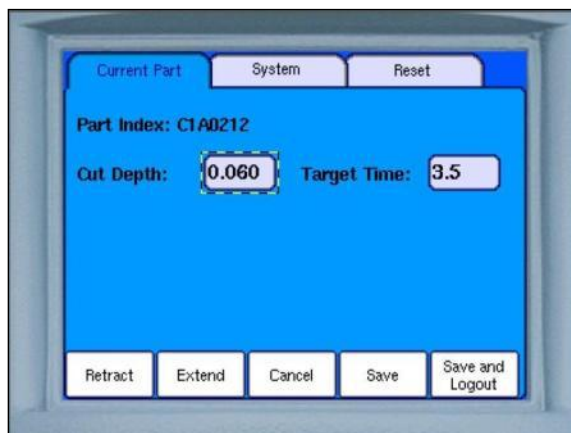 Current Part System Reset
Part Index: C1A0212
Cut Depth: 0.060 Target Time: 3.5
Retract Extend Cancel Save Save and
Logout